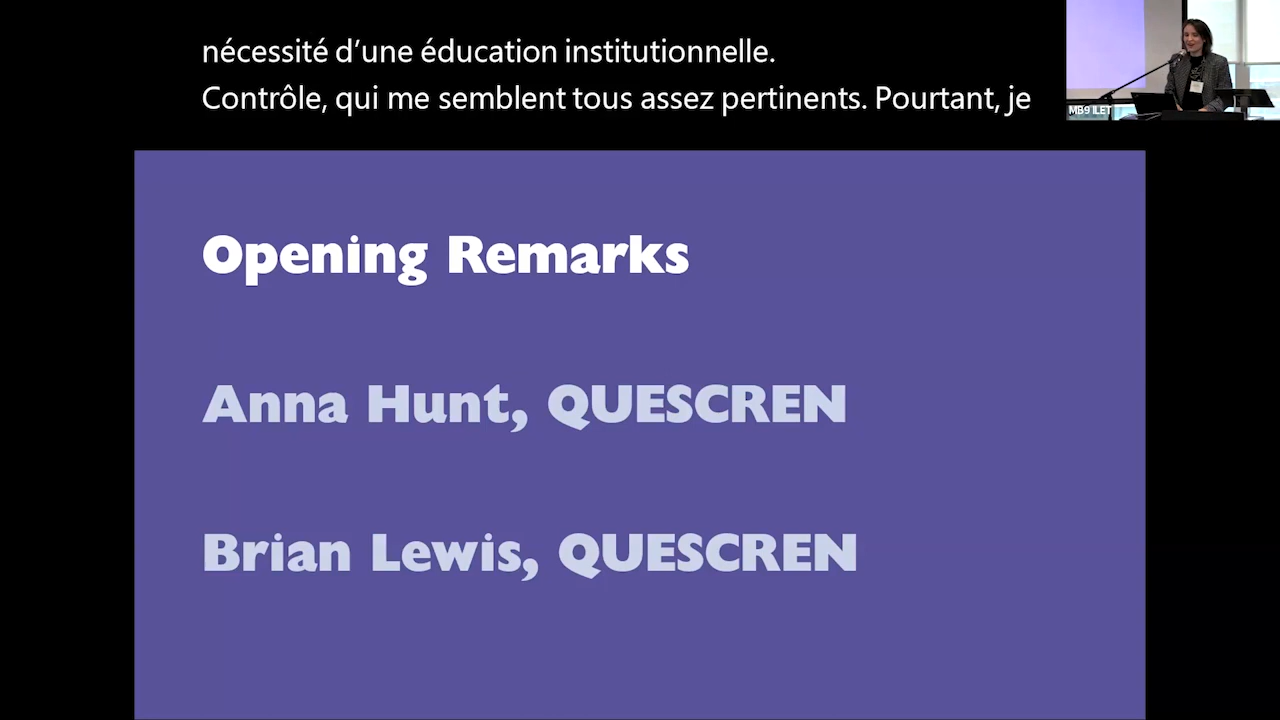 nécessité d’une éducation institutionnelle.
Contrôle, qui me semblent tous assez pertinents. Pourtant, je
MB9 ILET
Opening Remarks
Anna Hunt, QUESCREN
Brian Lewis, QUESCREN